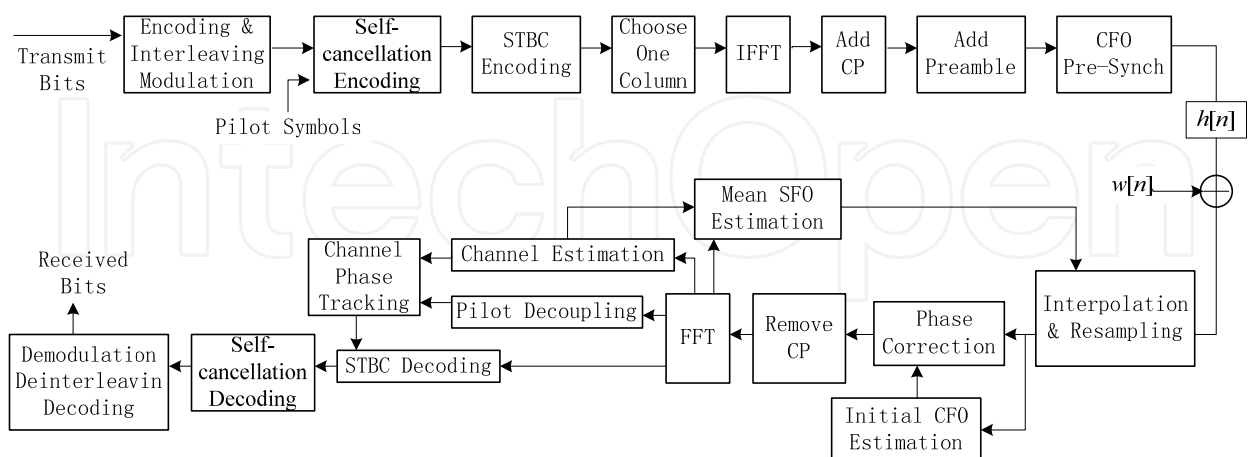 Transmit
Bits
Encoding &
Interleaving
Modulation
Pilot Symbols
Self-
cancellation
Encoding
STBC
Encoding
Choose
One
Column
IFFT
Add
CP
Add
Preamble
CFO
Pre-Synch
h[n]
w[n]
Mean SFO
Estimation
Interpolation
& Resampling
Phase
Correction
Initial CFO
Estimation
Remove
CP
FFT
Channel Estimation
Pilot Decoupling
Channel
Phase
Tracking
STBC Decoding
Self-
cancellation
Decoding
Demodulation
Deinterleavin
Decoding
Received
Bits
IntechOpen